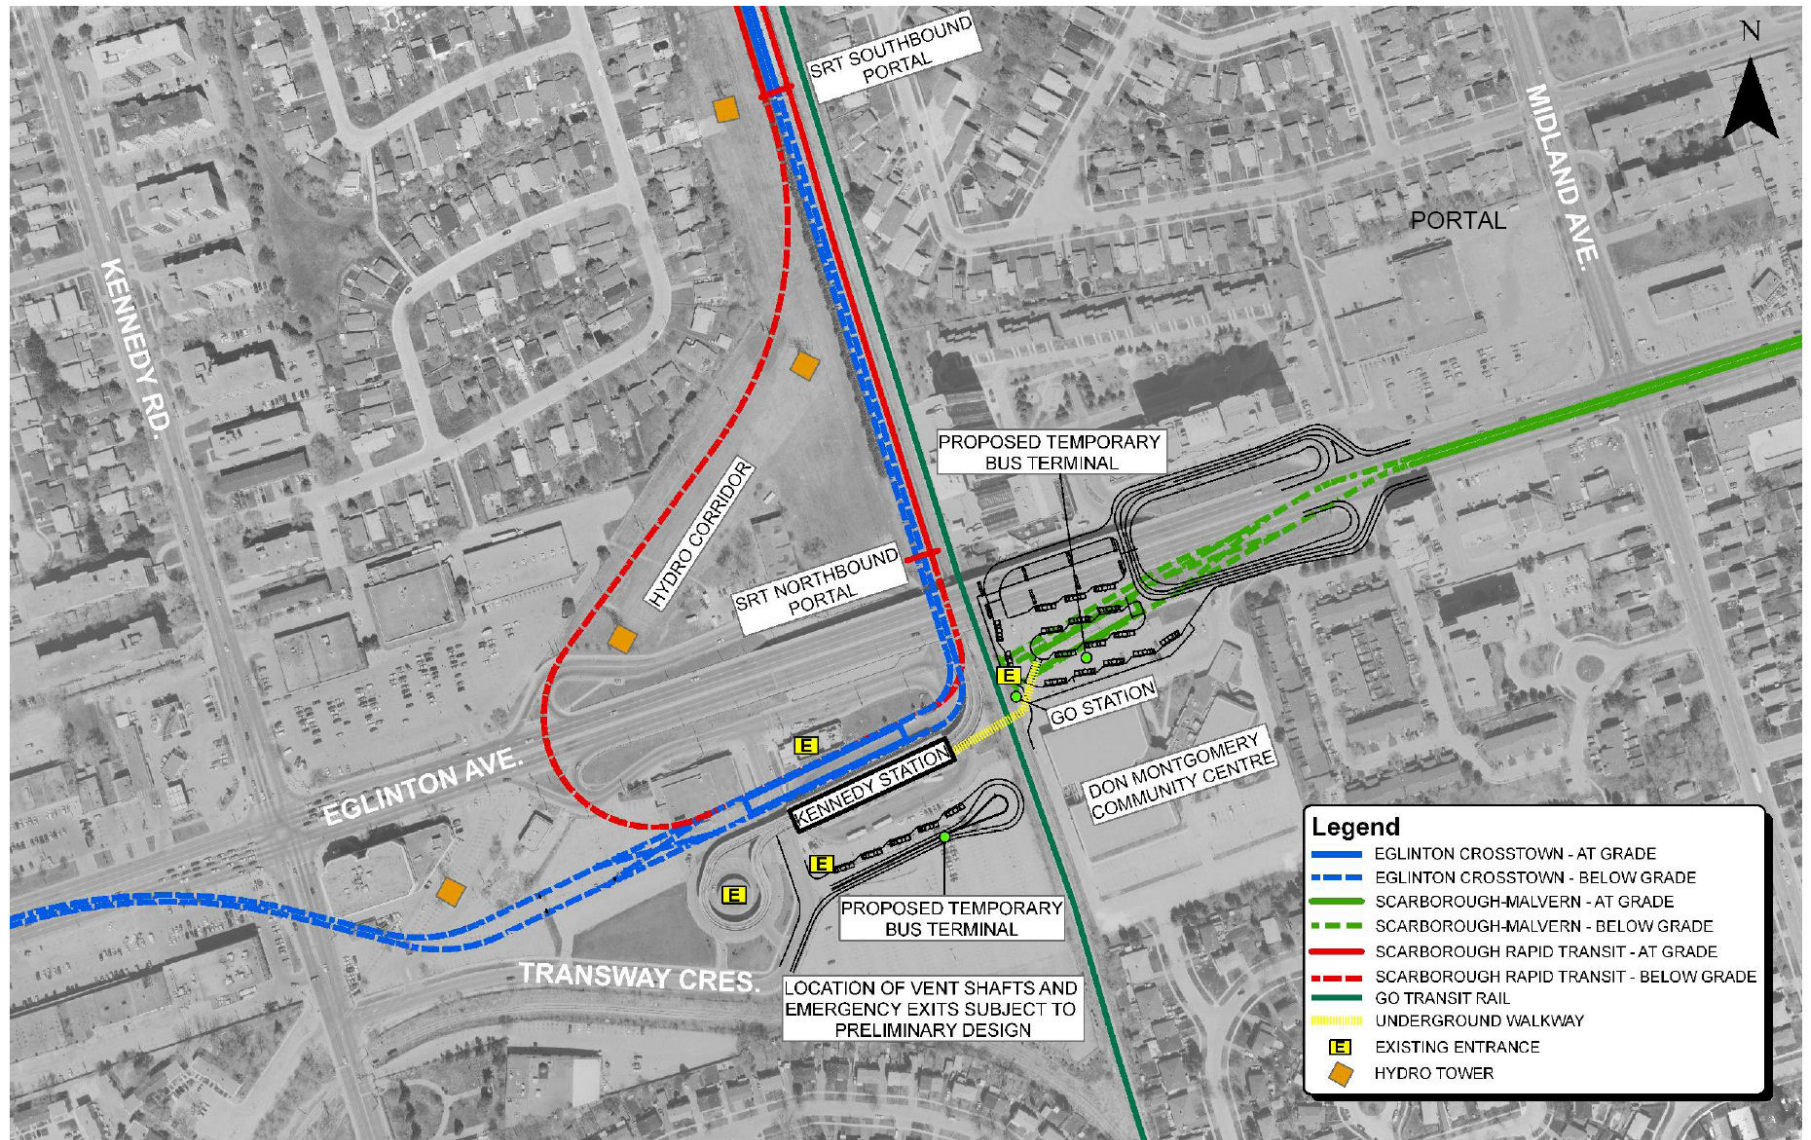 N
SRT SOUTHBOUND
PORTAL
MIDLAND AVE.
PORTAL
KENNEDY RD.
PROPOSED TEMPORARY
BUS TERMINAL
HYDRO CORRIDOR
SRT NORTHBOUND
PORTAL
E
GO STATION
E
EGLINTON AVE.
KENNEDY STATION
DON MONTGOMERY
COMMUNITY CENTRE
E
E
PROPOSED TEMPORARY
BUS TERMINAL
TRANSWAY CRES.
LOCATION OF VENT SHAFTS AND
EMERGENCY EXITS SUBJECT TO
PRELIMINARY DESIGN
Legend
EGLINTON CROSSTOWN - AT GRADE
EGLINTON CROSSTOWN - BELOW GRADE
SCARBOROUGH-MALVERN - AT GRADE
SCARBOROUGH-MALVERN - BELOW GRADE
SCARBOROUGH RAPID TRANSIT - AT GRADE
SCARBOROUGH RAPID TRANSIT - BELOW GRADE
GO TRANSIT RAIL
UNDERGROUND WALKWAY
E EXISTING ENTRANCE
HYDRO TOWER